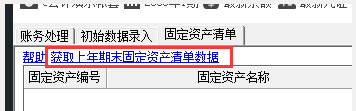 账务处理 初始数据录入 固定资产清单
帮助 获取上年期末固定资产清单数据
固定资产编号 固定资产名称